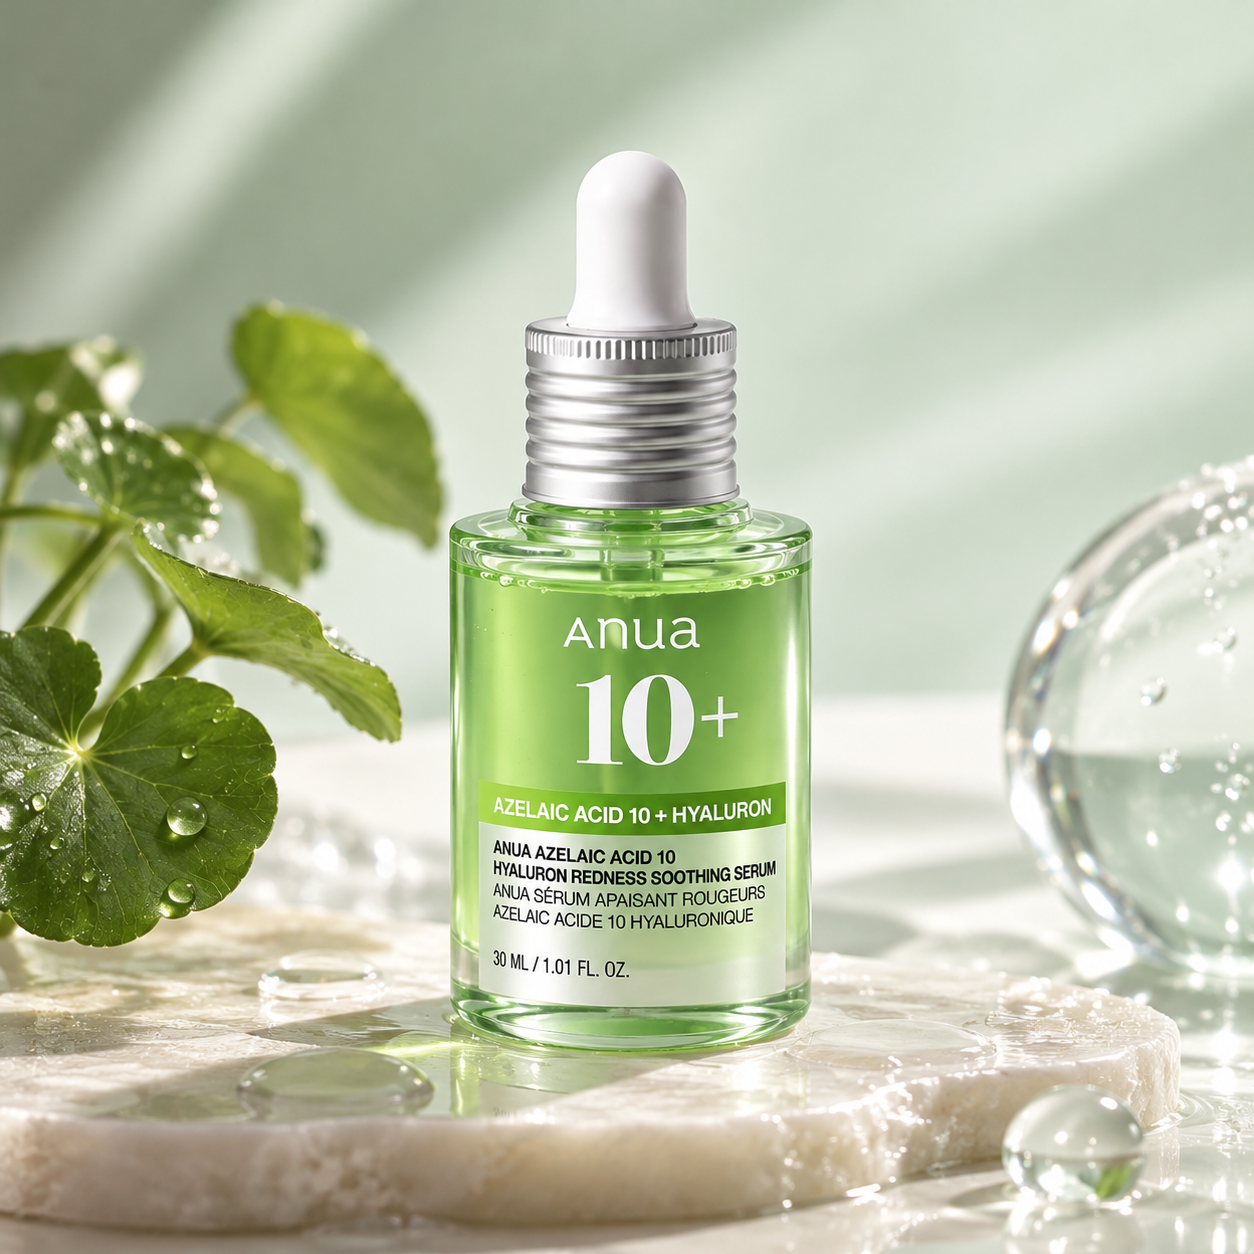 Anua
10+
AZELAIC ACID 10 + HYALURON
ANUA AZELAIC ACID 10
HYALURON REDNESS SOOTHING SERUM
ANUA SÉRUM APAISANT ROUGEURS
AZELAIC ACIDE 10 HYALURONIQUE
30 ML / 1.01 FL. OZ.